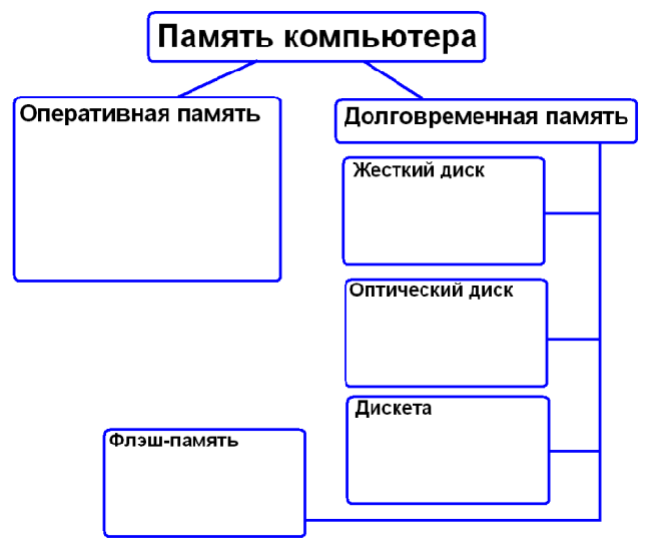 Память компьютера
Оперативная память
Долговременная память
Жесткий диск
Оптический диск
Дискета
Флэш-память